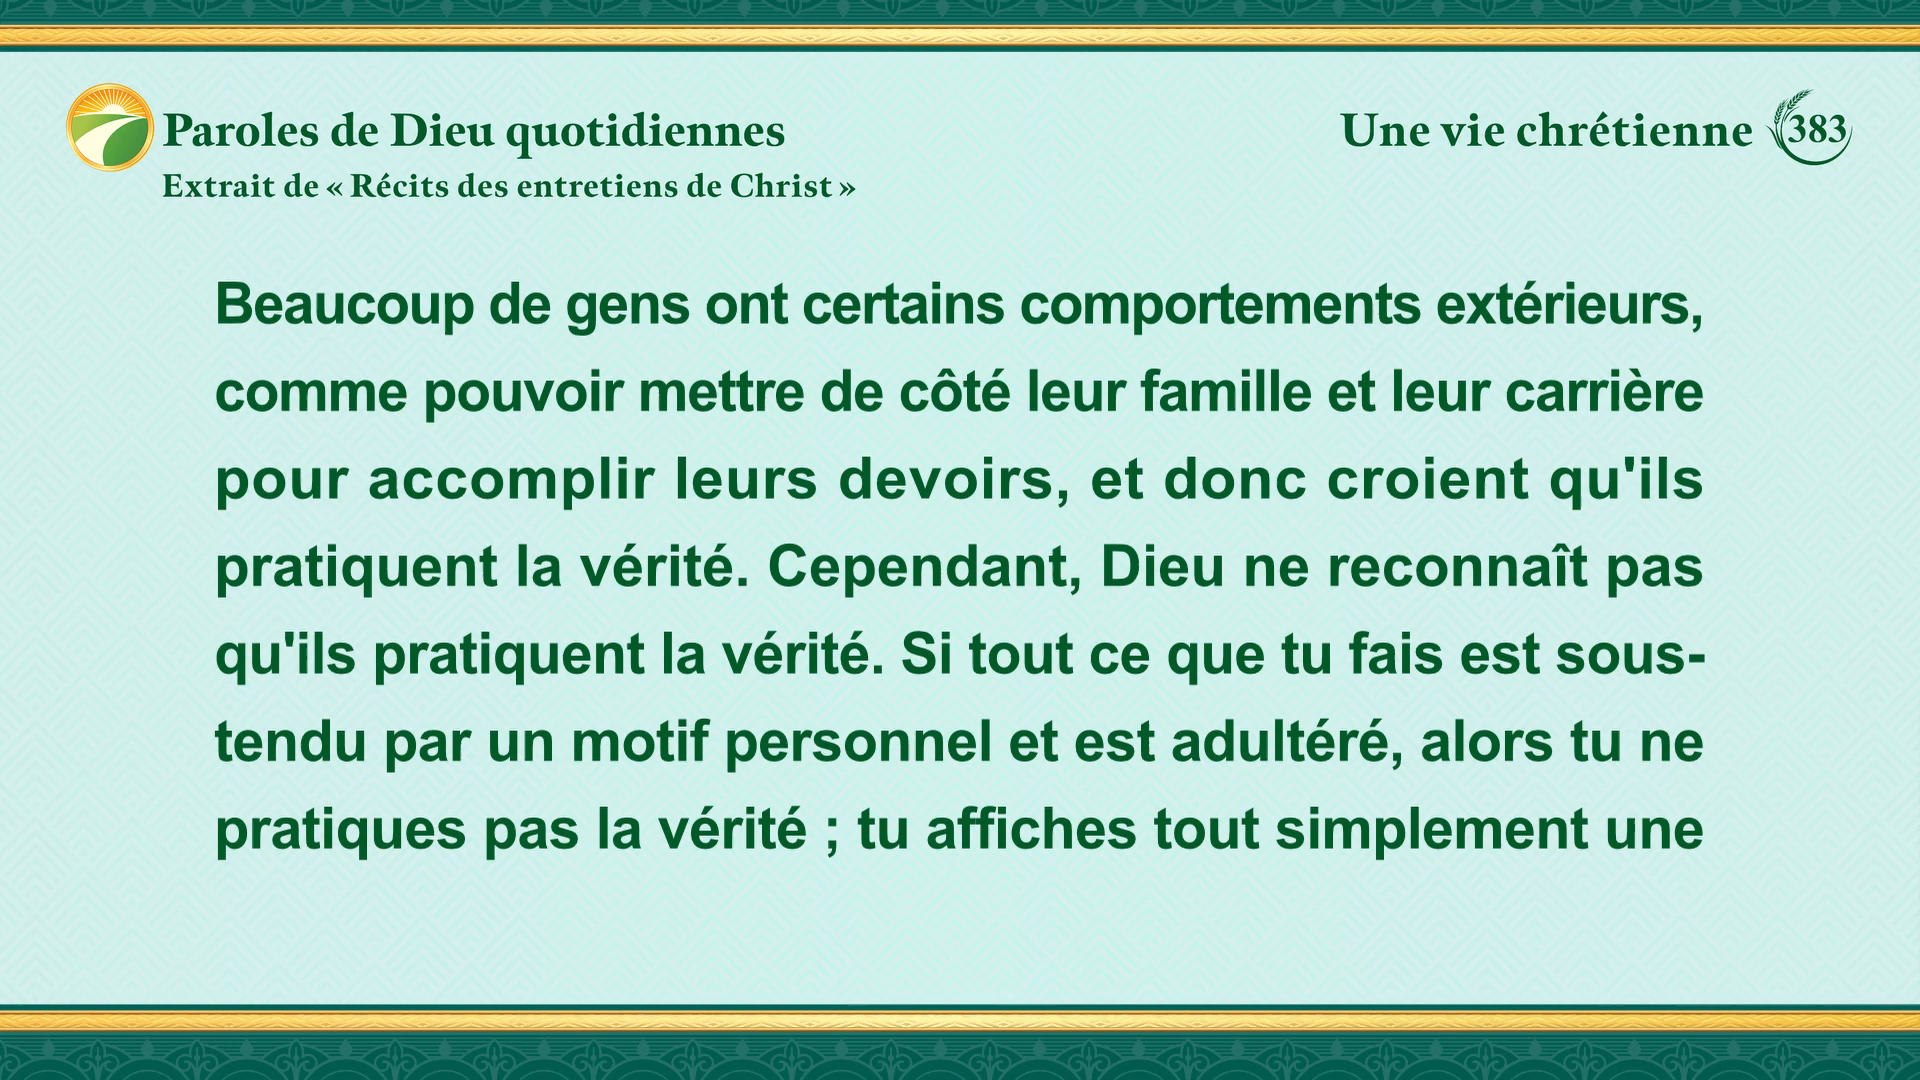 Paroles de Dieu quotidiennes
Extrait de « Récits des entretiens de Christ »
Une vie chrétienne 383
Beaucoup de gens ont certains comportements extérieurs,
comme pouvoir mettre de côté leur famille et leur carrière
pour accomplir leurs devoirs, et donc croient qu'ils
pratiquent la vérité. Cependant, Dieu ne reconnaît pas
qu'ils pratiquent la vérité. Si tout ce que tu fais est sous-
tendu par un motif personnel et est adultéré, alors tu ne
pratiques pas la vérité ; tu affiches tout simplement une